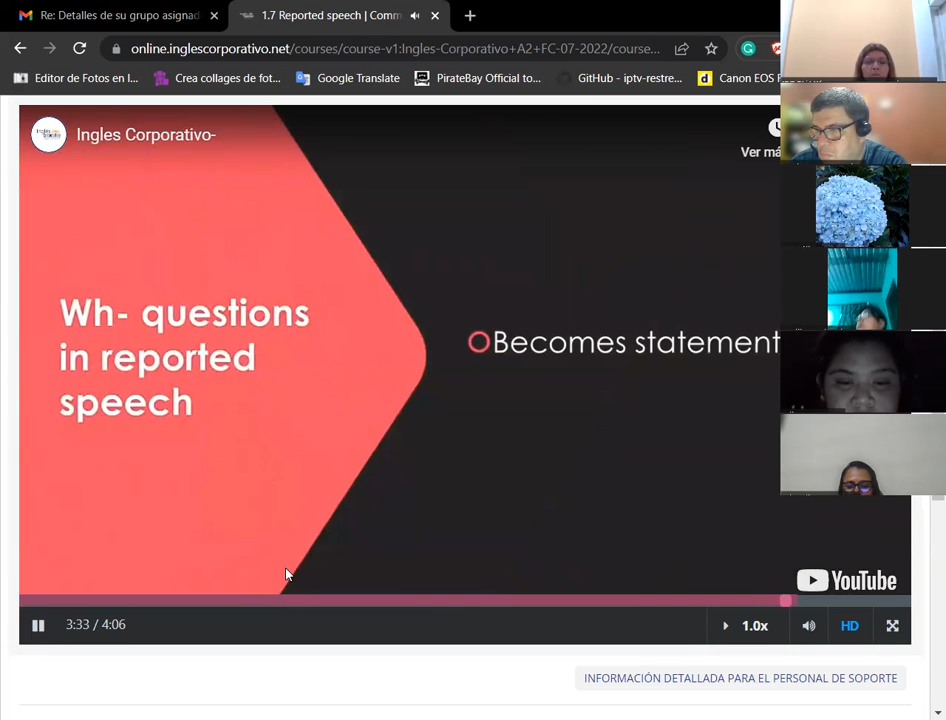 Re: Detalles de su grupo asignad
1.7 Reported speech | Comm
online.inglescorporativo.net/courses/course-v1:Ingles-Corporativo+A2+FC-07-2022/course...
Editor de Fotos en l...
Crea collages de fot...
Google Translate
PirateBay Official to...
GitHub - iptv-restre...
Canon EOS
Ingles Corporativo-
Ver má
Wh- questions
in reported
speech
Becomes statement
YouTube
3:33 / 4:06
1.0x
HD
INFORMACIÓN DETALLADA PARA EL PERSONAL DE SOPORTE